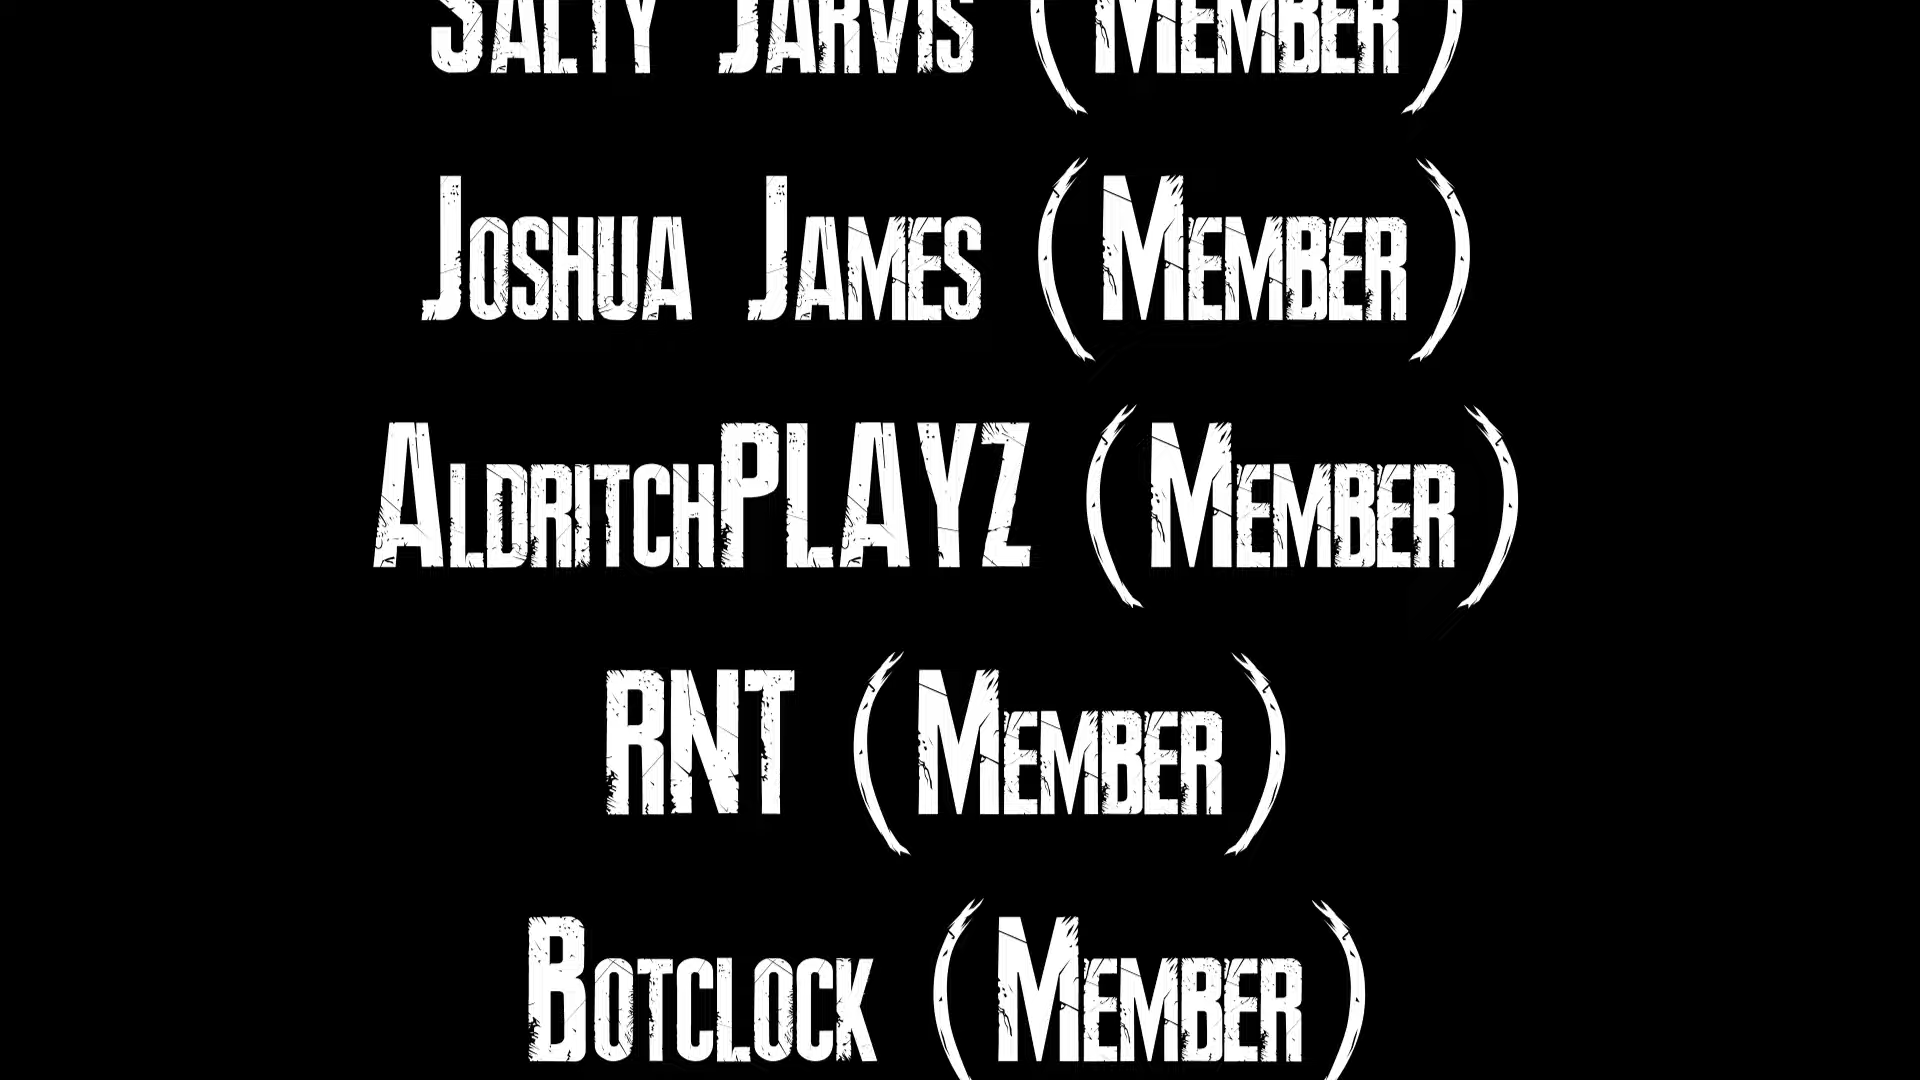 Salty Jarvis (Member)
Joshua James (Member)
AldritchPLAYZ (Member)
RNT (Member)
Botclock (Member)